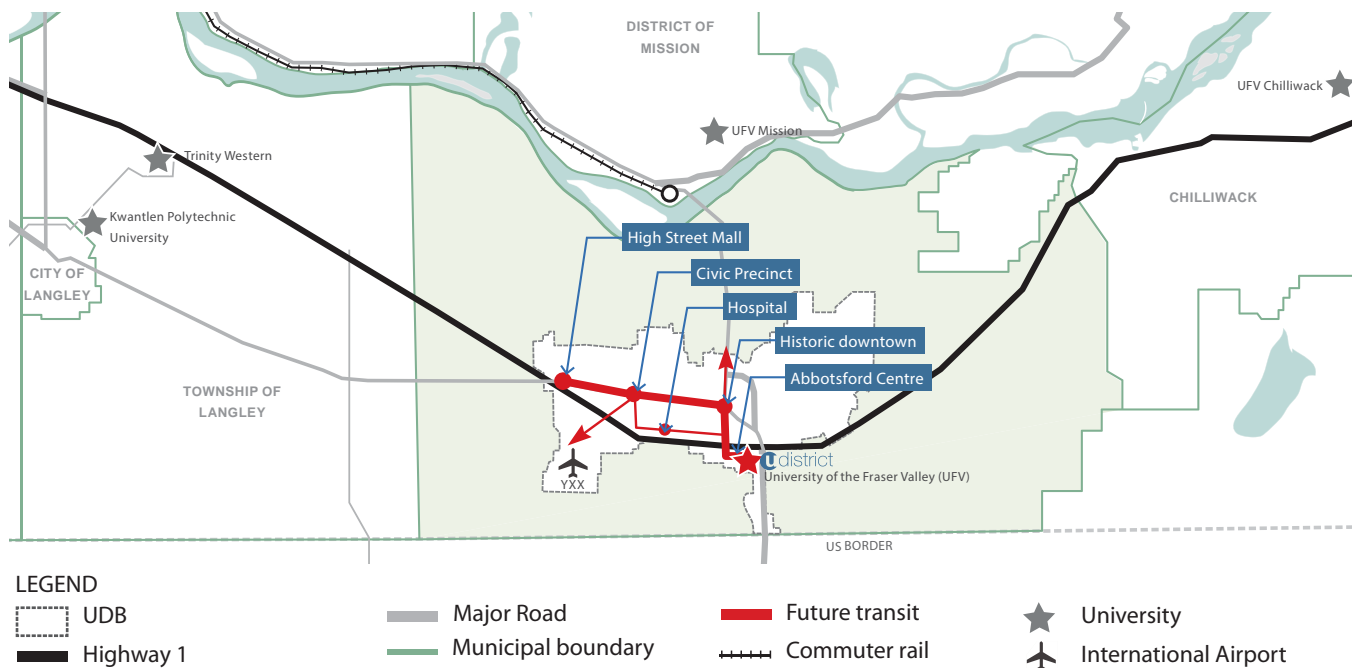 DISTRICT OF
MISSION
UFV Chilliwack
UFV Mission
Trinity Western
CHILLIWACK
Kwantlen Polytechnic
University
High Street Mall
CITY OF
LANGLEY
Civic Precinct
Hospital
Historic downtown
Abbotsford Centre
TOWNSHIP OF
LANGLEY
U district
University of the Fraser Valley (UFV)
YXX
US BORDER
LEGEND
UDB
Highway 1
Major Road
Municipal boundary
Future transit
Commuter rail
University
International Airport